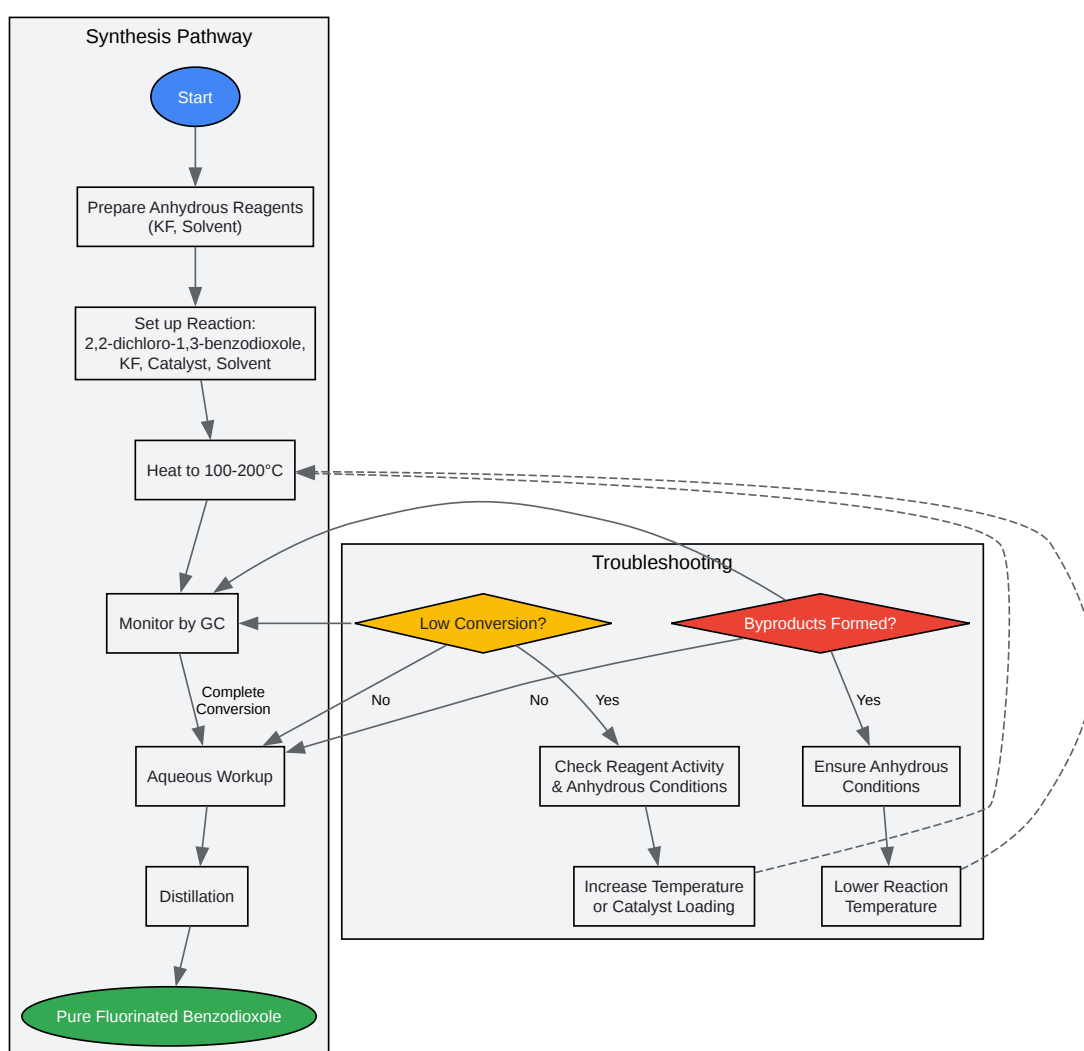 Synthesis Pathway
Start
Prepare Anhydrous Reagents
(KF, Solvent)
Set up Reaction:
2,2-dichloro-1,3-benzodioxole,
KF, Catalyst, Solvent
Heat to 100-200°C
Troubleshooting
Monitor by GC
Low Conversion?
Byproducts Formed?
Complete
Conversion
No
No
Yes
Yes
Aqueous Workup
Check Reagent Activity
& Anhydrous Conditions
Ensure Anhydrous
Conditions
Distillation
Increase Temperature
or Catalyst Loading
Lower Reaction
Temperature
Pure Fluorinated Benzodioxole